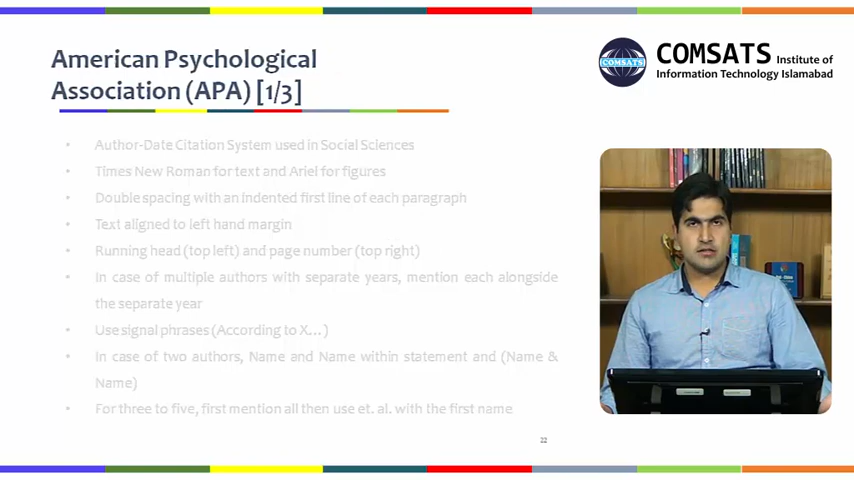 American Psychological
Association (APA) [1/3]
COMSATS Institute of
Information Technology Islamabad
COMSATS
• Author-Date Citation System used in Social Sciences
• Times New Roman for text and Ariel for figures
• Double spacing with an indented first line of each paragraph
• Text aligned to left hand margin
• Running head (top left) and page number (top right)
• In case of multiple authors with separate years, mention each alongside
the separate year
• Use signal phrases (According to X…)
• In case of two authors, Name and Name within statement and (Name &
Name)
• For three to five, first mention all then use et. al. with the first name
22